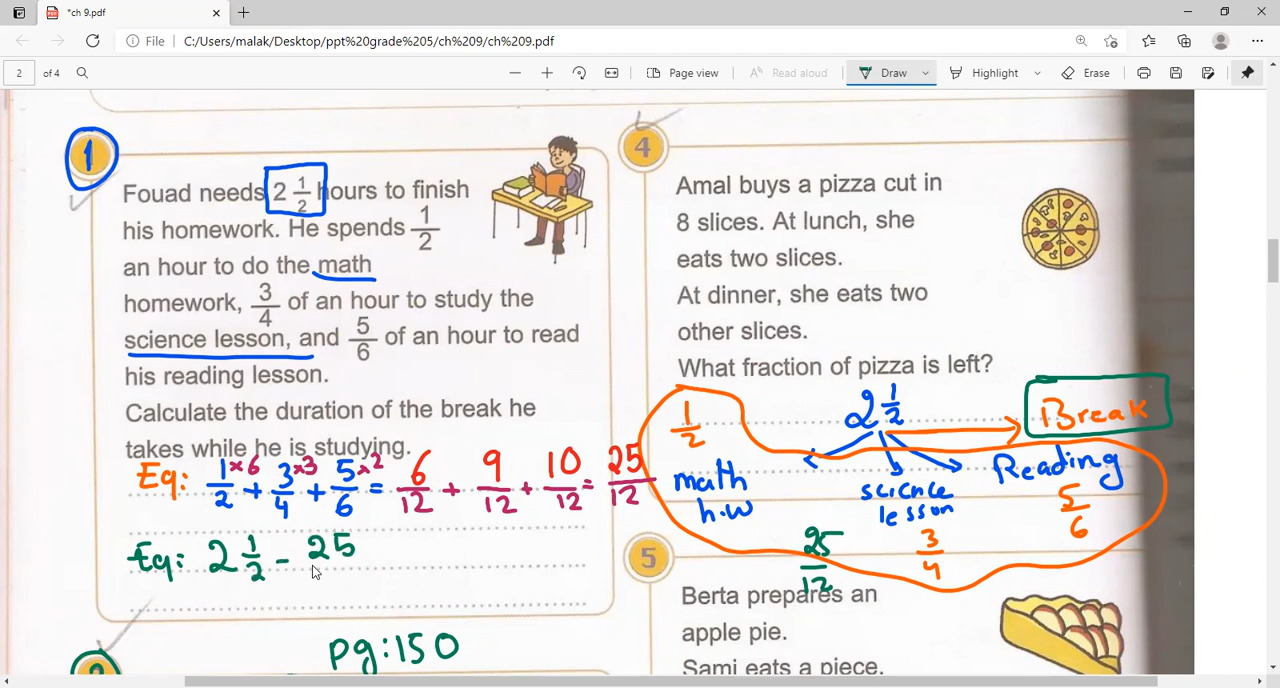 *ch 9.pdf
File C:/Users/malak/Desktop/ppt%20grade%205/ch%209/ch%209.pdf
2 of 4 Page view Read aloud Draw Highlight Erase
1
Fouad needs 2 1/2 hours to finish
his homework. He spends 1/2
an hour to do the math
homework, 3/4 of an hour to study the
science lesson, and 5/6 of an hour to read
his reading lesson.
Calculate the duration of the break he
takes while he is studying.
Eq: 1/2 ×6 + 3/4 ×3 + 5/6 ×2 = 6/12 + 9/12 + 10/12 = 25/12
Eq: 2 1/2 - 25
pg:150
4
Amal buys a pizza cut in
8 slices. At lunch, she
eats two slices.
At dinner, she eats two
other slices.
What fraction of pizza is left?
2 1/2
Break
1/2
math
h.w
science
lesson
3/4
Reading
5/6
25/12
5
Berta prepares an
apple pie.
Sami eats a piece.